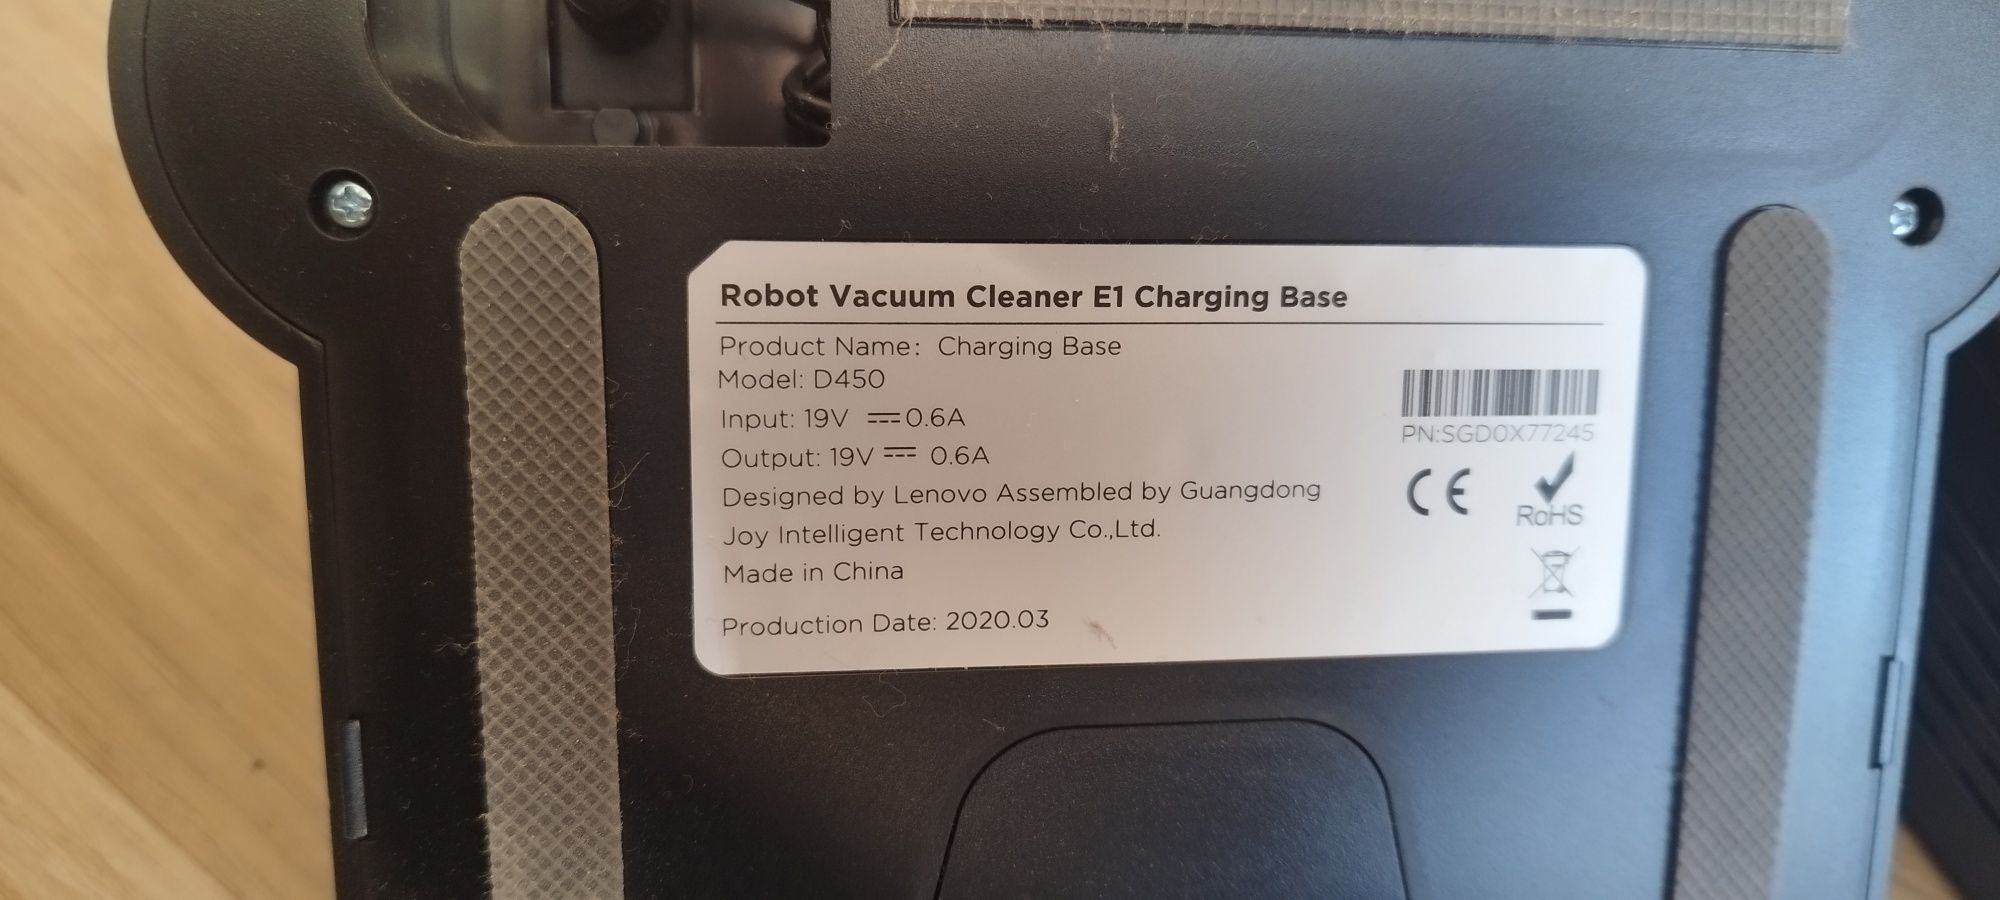 Robot Vacuum Cleaner E1 Charging Base
Product Name: Charging Base
Model: D450
Input: 19V ⎓0.6A
Output: 19V⎓ 0.6A
Designed by Lenovo Assembled by Guangdong
Joy Intelligent Technology Co.,Ltd.
Made in China
Production Date: 2020.03
PN:SGD0X77245
CE
RoHS